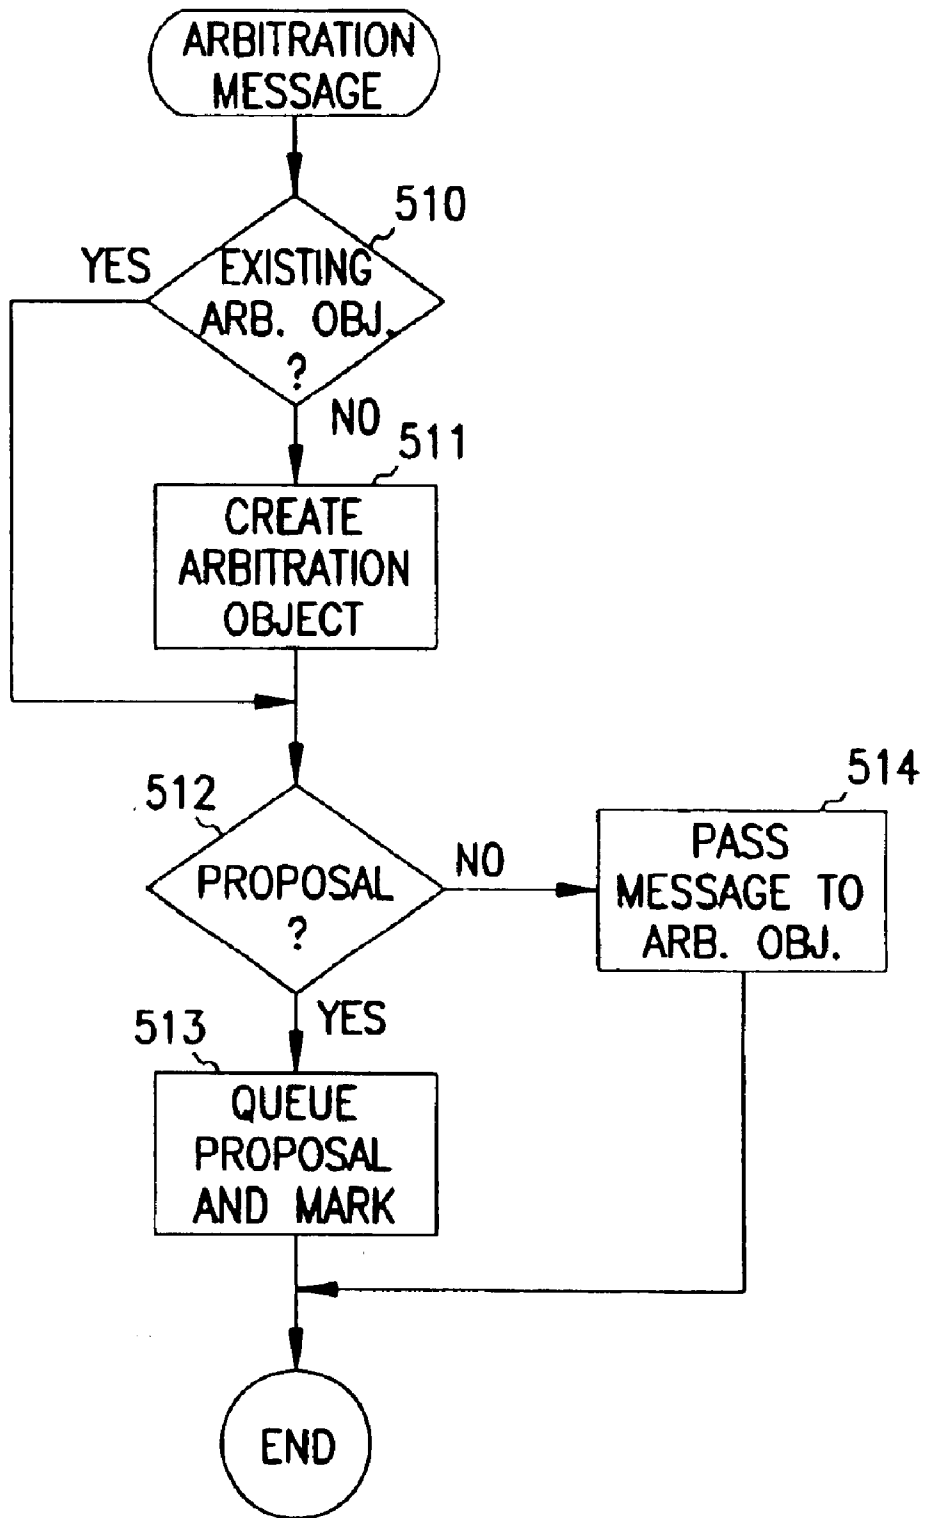 ARBITRATION
MESSAGE
510
YES
EXISTING
ARB. OBJ.
?
NO
511
CREATE
ARBITRATION
OBJECT
512
PROPOSAL
?
NO
514
PASS
MESSAGE TO
ARB. OBJ.
YES
513
QUEUE
PROPOSAL
AND MARK
END